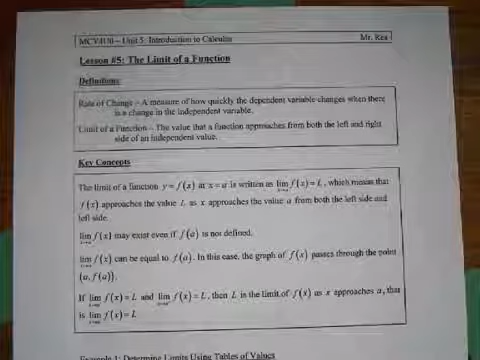 MCV4U0 – Unit 5: Introduction to Calculus Mr. Rea
Lesson #5: The Limit of a Function
Definitions
Rate of Change – A measure of how quickly the dependent variable changes when there
is a change in the independent variable.
Limit of a Function – The value that a function approaches from both the left and right
side of an independent value.
Key Concepts
The limit of a function y = f(x) at x = a is written as lim f(x) = L, which means that
x→a
f(x) approaches the value L as x approaches the value a from both the left side and
left side.
lim f(x) may exist even if f(a) is not defined.
x→a
lim f(x) can be equal to f(a). In this case, the graph of f(x) passes through the point
x→a
(a, f(a)).
If lim f(x) = L and lim f(x) = L, then L is the limit of f(x) as x approaches a, that
is lim f(x) = L
x→a
Example 1: Determine Limits Using Tables of Values